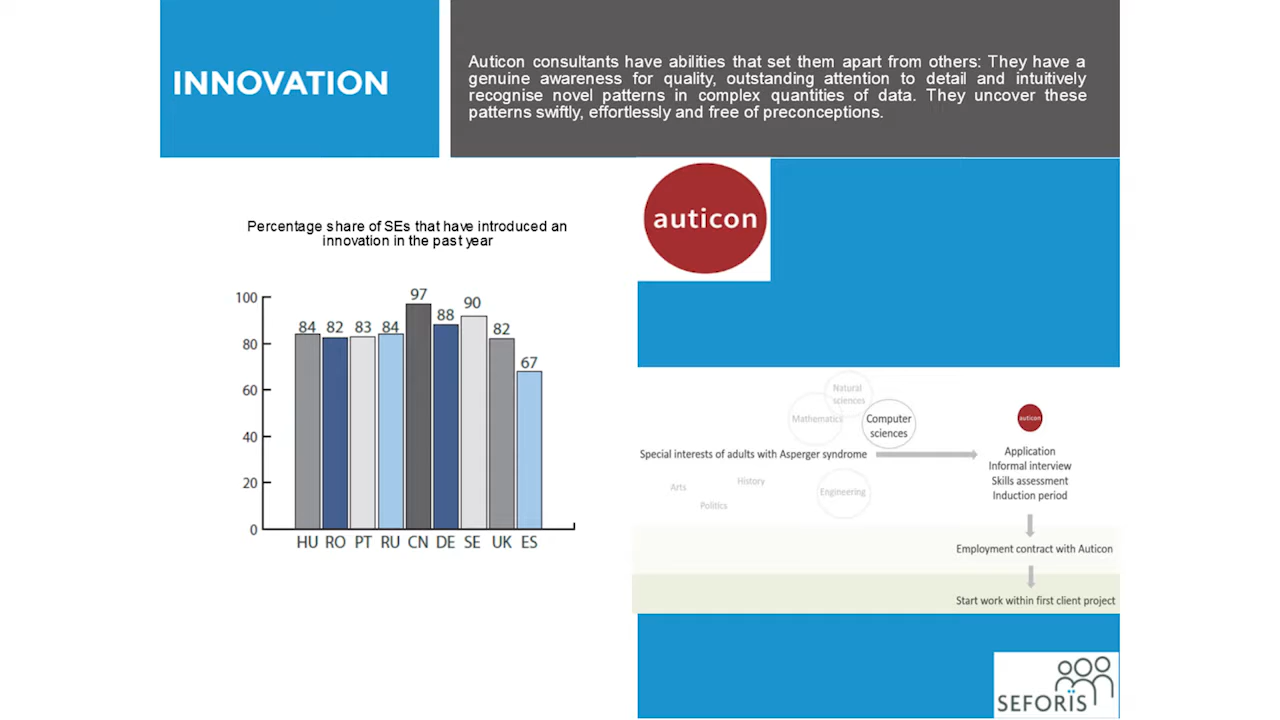 INNOVATION
Auticon consultants have abilities that set them apart from others: They have a
genuine awareness for quality, outstanding attention to detail and intuitively
recognise novel patterns in complex quantities of data. They uncover these
patterns swiftly, effortlessly and free of preconceptions.
auticon
Percentage share of SEs that have introduced an
innovation in the past year
100
80
60
40
20
0
84 82 83 84 97 88 90 82 67
HU RO PT RU CN DE SE UK ES
Natural
sciences
Mathematics
Computer
sciences
auticon
Special interests of adults with Asperger syndrome
Arts
History
Politics
Engineering
Application
Informal interview
Skills assessment
Induction period
Employment contract with Auticon
Start work within first client project
SEFORÏS